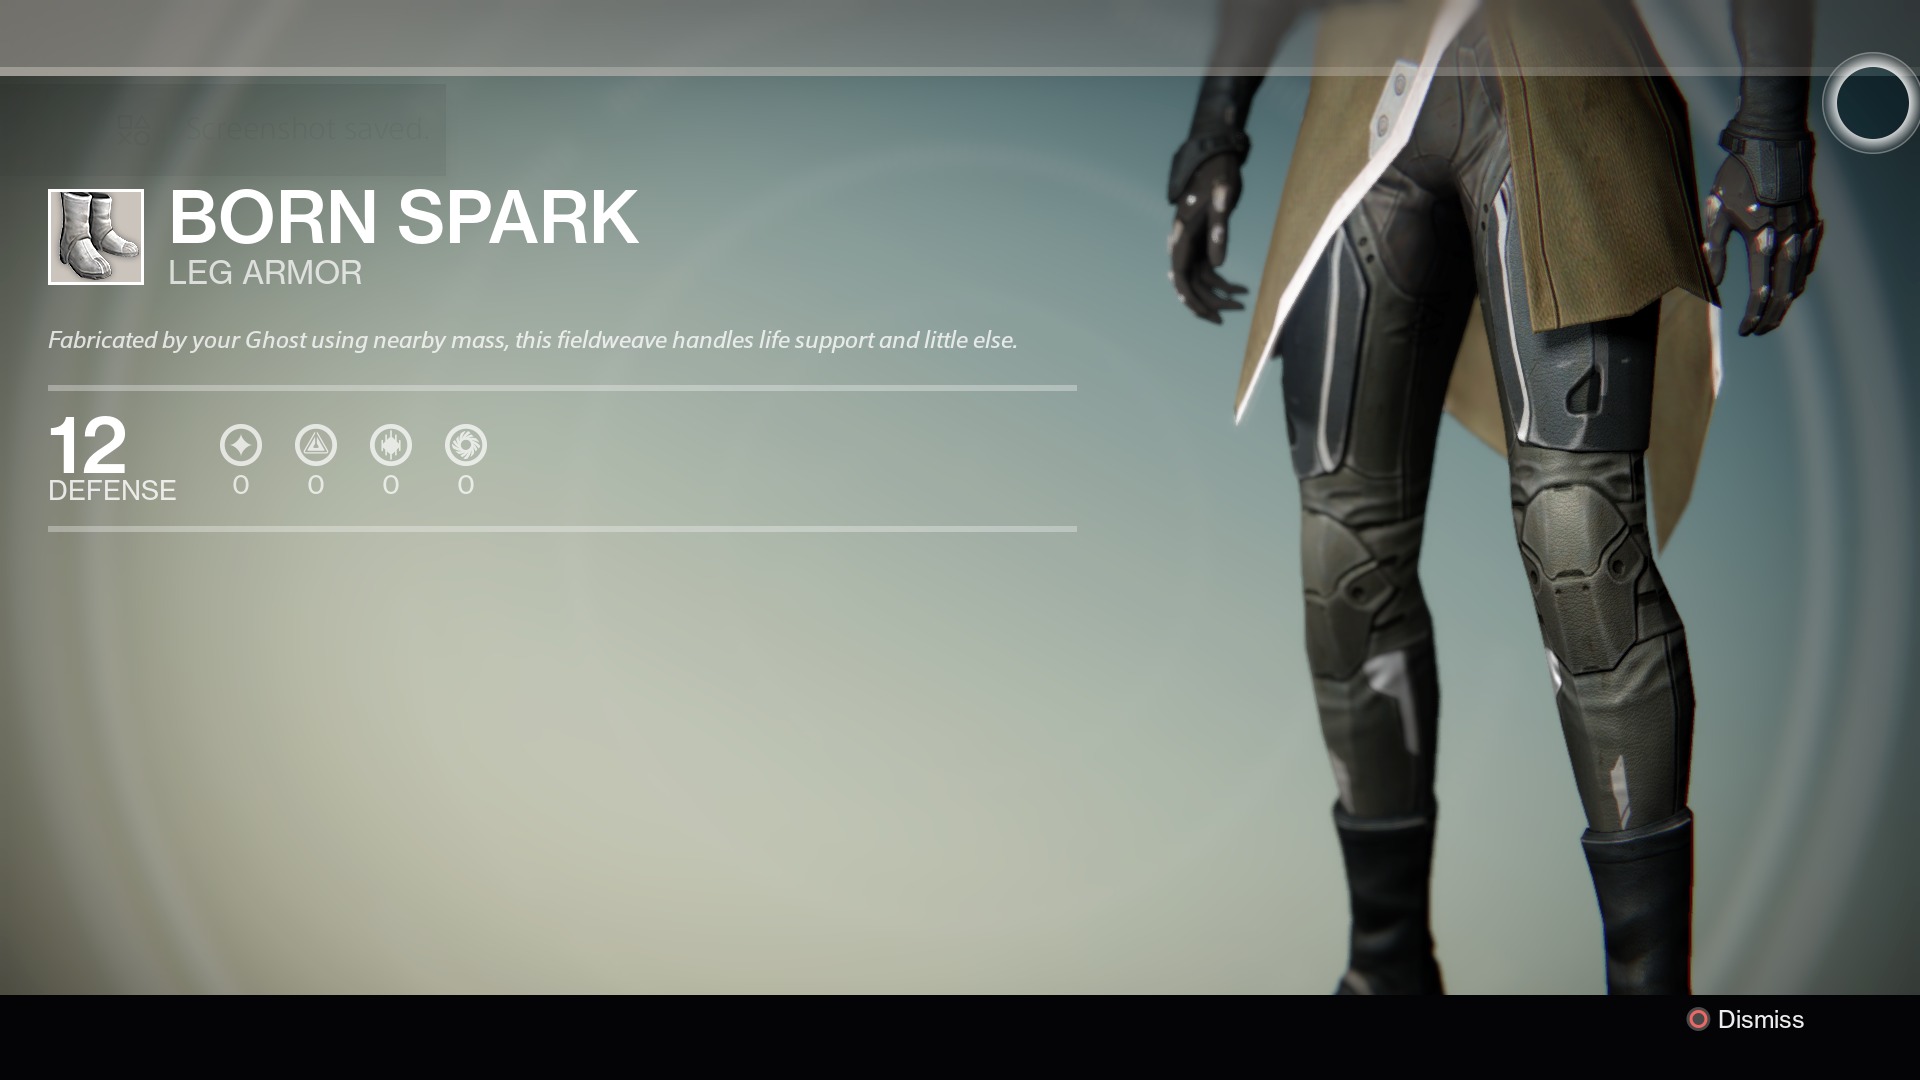 Screenshot saved.
BORN SPARK
LEG ARMOR
Fabricated by your Ghost using nearby mass, this fieldweave handles life support and little else.
12
DEFENSE
0 0 0 0
Dismiss